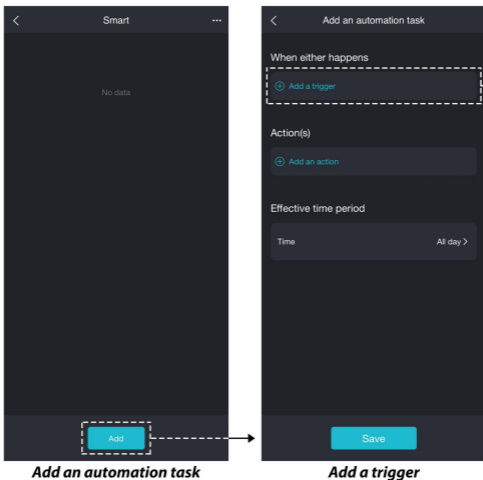 Smart
No data
Add
Add an automation task
Add an automation task
When either happens
Add a trigger
Action(s)
Add an action
Effective time period
Time All day
Save
Add a trigger